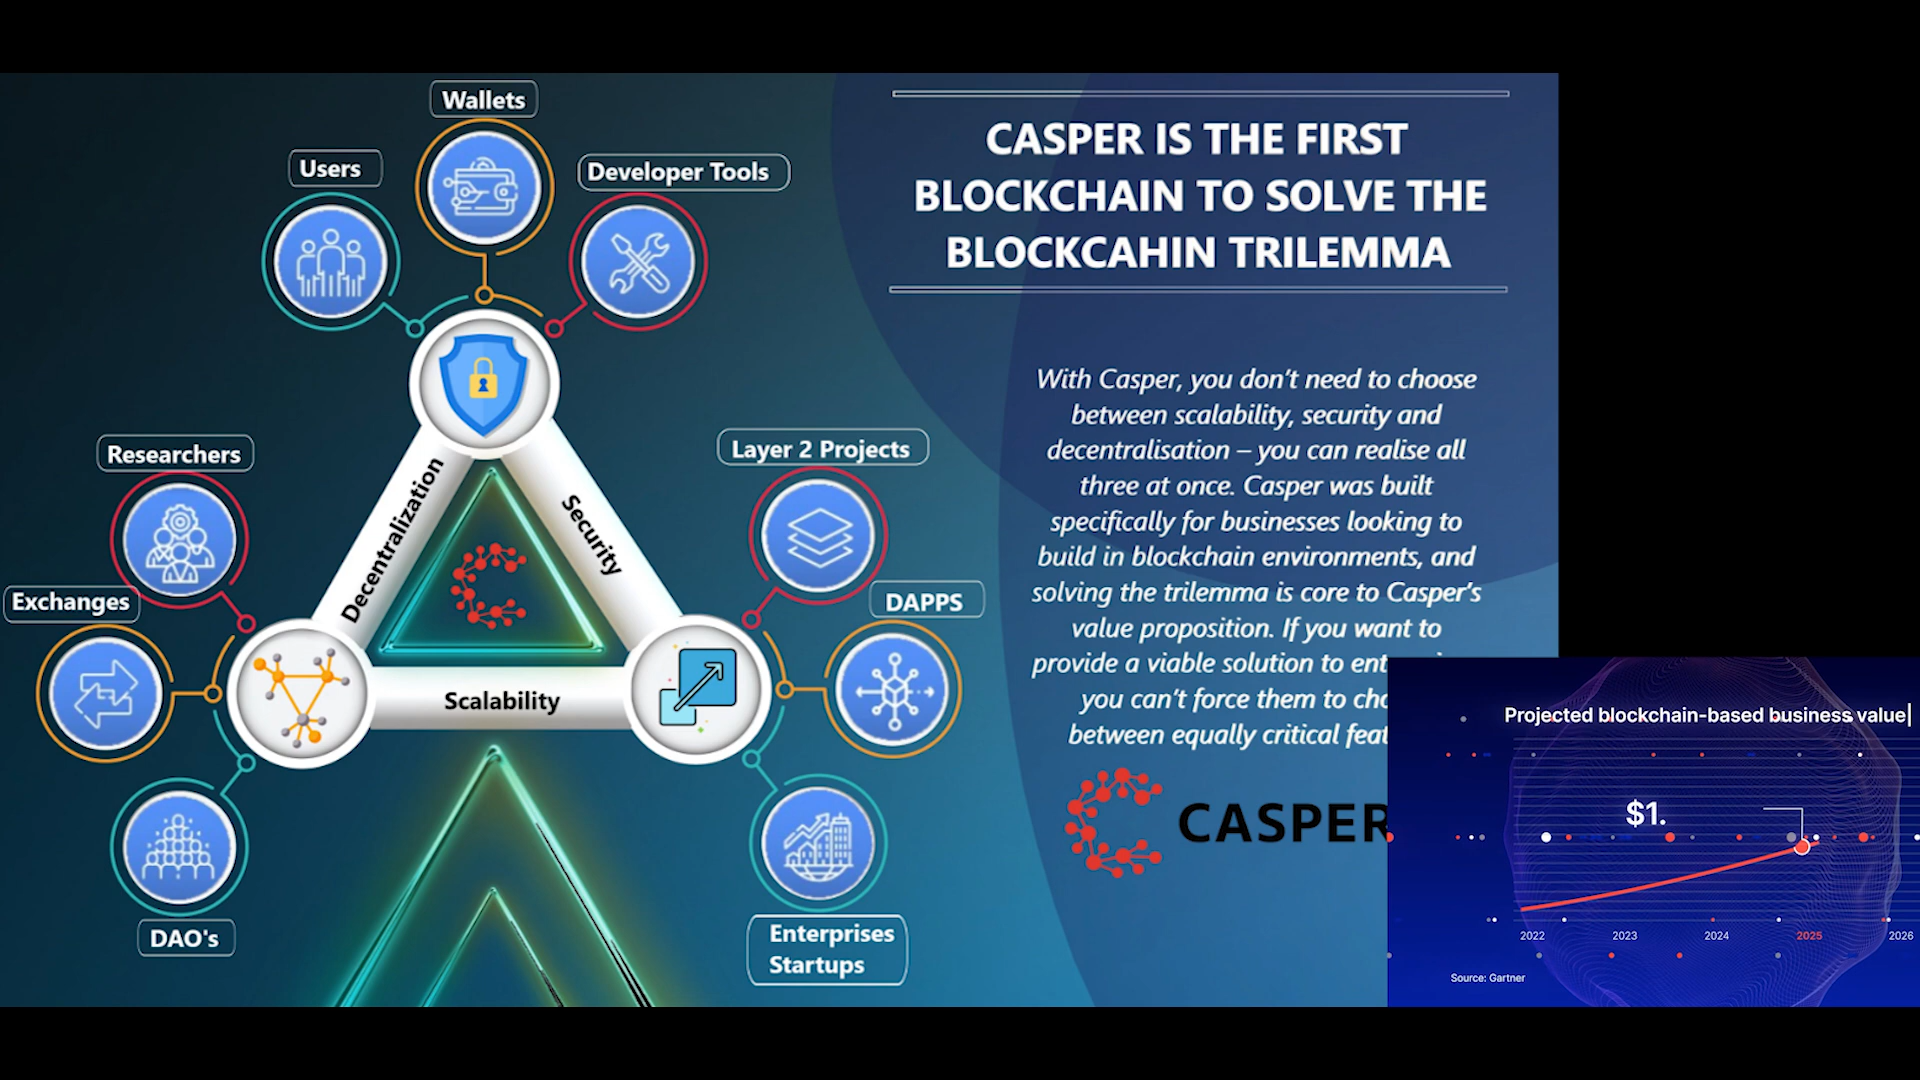 Wallets
Users
Developer Tools
Researchers
Exchanges
DAO's
Decentralization
Security
Scalability
Layer 2 Projects
DAPPS
Enterprises
Startups
CASPER IS THE FIRST
BLOCKCHAIN TO SOLVE THE
BLOCKCAHIN TRILEMMA
With Casper, you don't need to choose
between scalability, security and
decentralisation – you can realise all
three at once. Casper was built
specifically for businesses looking to
build in blockchain environments, and
solving the trilemma is core to Casper's
value proposition. If you want to
provide a viable solution to
you can't force them to
between equally critical
CASPER
Projected blockchain-based business value
$1.
2022 2023 2024 2025 2026
Source: Gartner